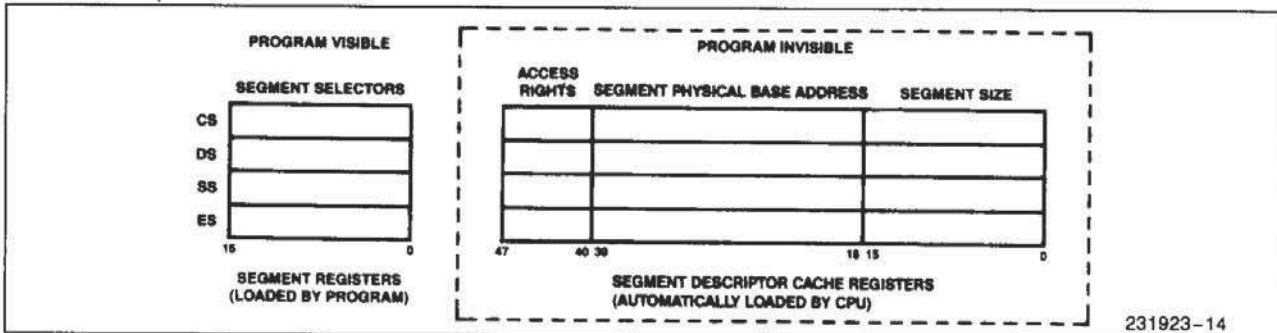 PROGRAM VISIBLE
PROGRAM INVISIBLE
SEGMENT SELECTORS
ACCESS
RIGHTS
SEGMENT PHYSICAL BASE ADDRESS
SEGMENT SIZE
CS
DS
SS
ES
15 0
47 40 39 16 15 0
SEGMENT REGISTERS
(LOADED BY PROGRAM)
SEGMENT DESCRIPTOR CACHE REGISTERS
(AUTOMATICALLY LOADED BY CPU)
231923-14